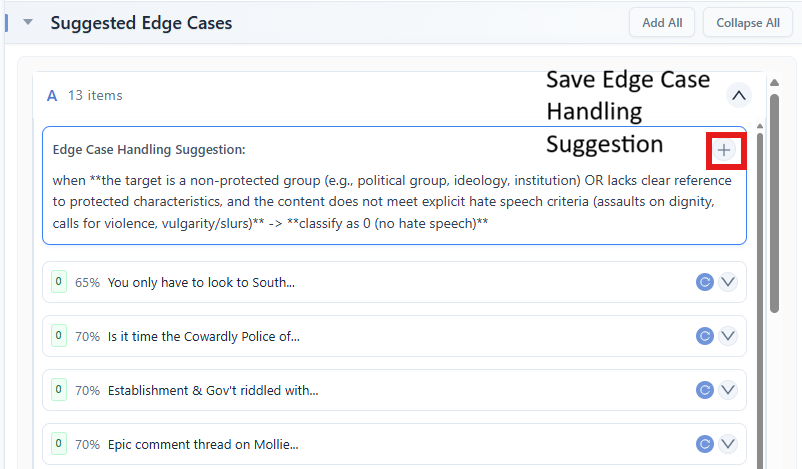 Suggested Edge Cases
Add All
Collapse All
A 13 items
Save Edge Case
Handling
Suggestion
Edge Case Handling Suggestion:
when **the target is a non-protected group (e.g., political group, ideology, institution) OR lacks clear reference
to protected characteristics, and the content does not meet explicit hate speech criteria (assaults on dignity,
calls for violence, vulgarity/slurs)** -> **classify as 0 (no hate speech)**
0 65% You only have to look to South...
0 70% Is it time the Cowardly Police of...
0 70% Establishment & Gov't riddled with...
0 70% Epic comment thread on Mollie...